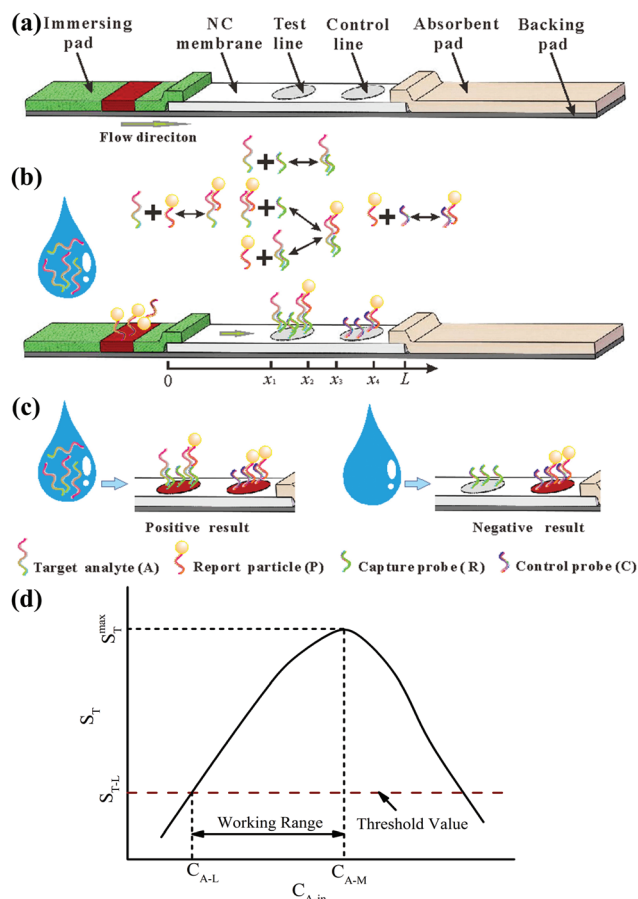 (a)
Immersing pad
NC membrane
Test line
Control line
Absorbent pad
Backing pad
Flow direciton
(b)
0 x₁ x₂ x₃ x₄ L
(c)
Positive result
Negative result
Target analyte (A)
Report particle (P)
Capture probe (R)
Control probe (C)
(d)
S_T^max
S_T
S_T-L
Working Range
Threshold Value
C_A-L
C_A-M
C_A-in